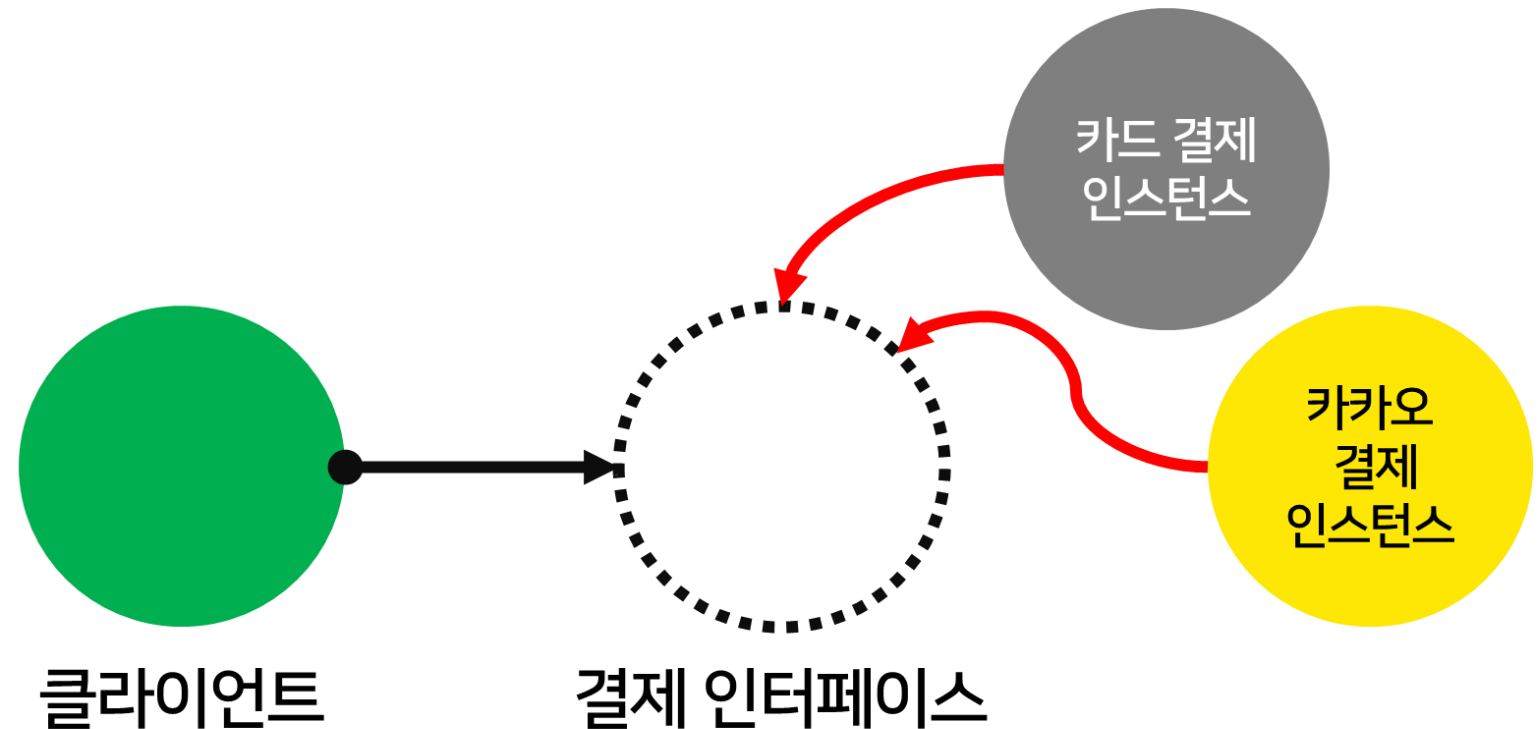 카드 결제
인스턴스
카카오
결제
인스턴스
클라이언트
결제 인터페이스